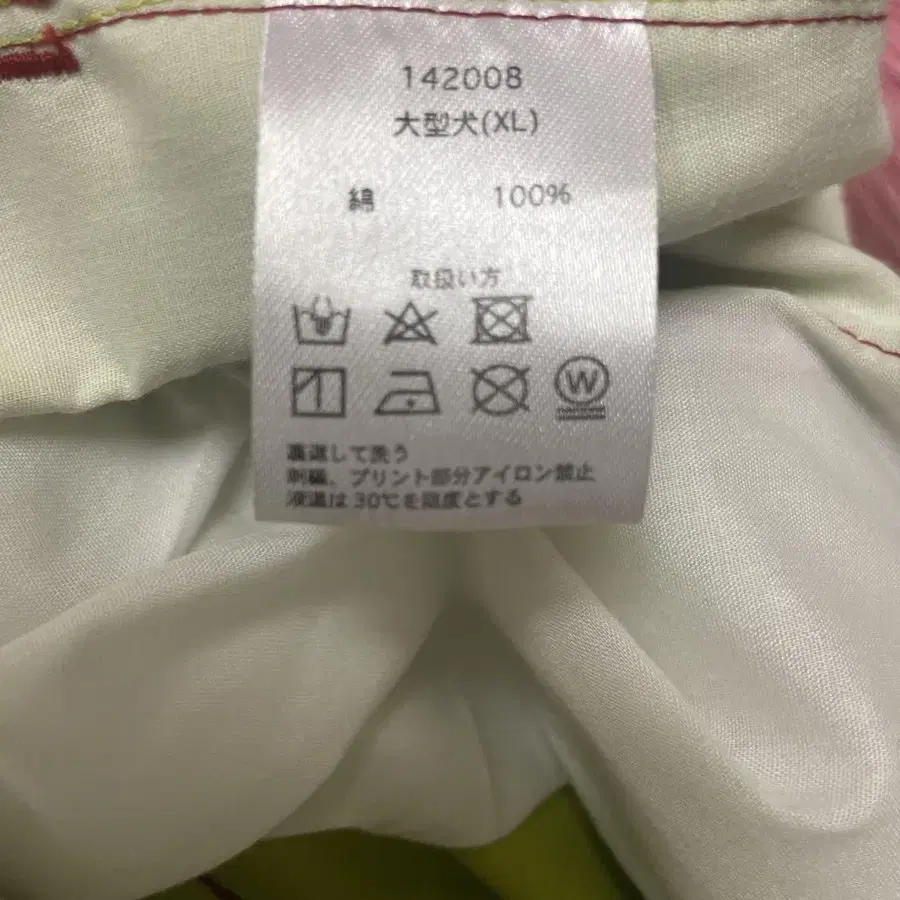 142008
大型犬(XL)
綿 100%
取扱い方
W
裏返して洗う
刺繍、プリント部分アイロン禁止
液温は30℃を限度とする